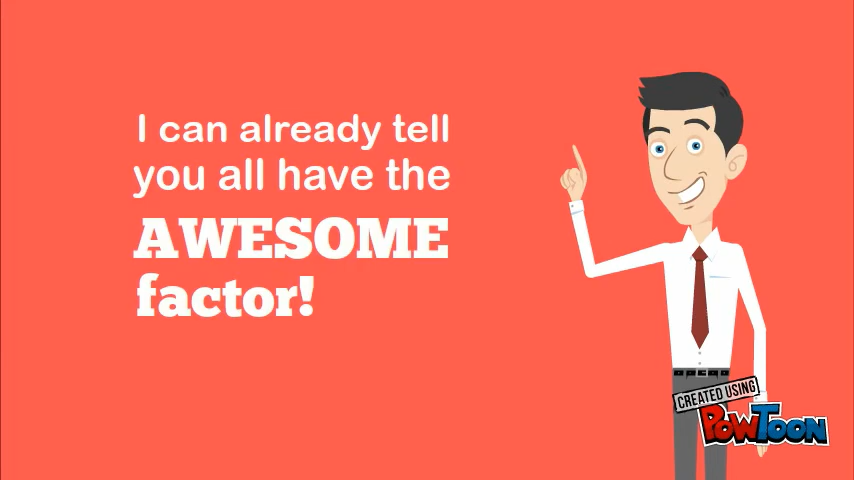 I can already tell
you all have the
AWESOME
factor!
CREATED USING
POWTOON